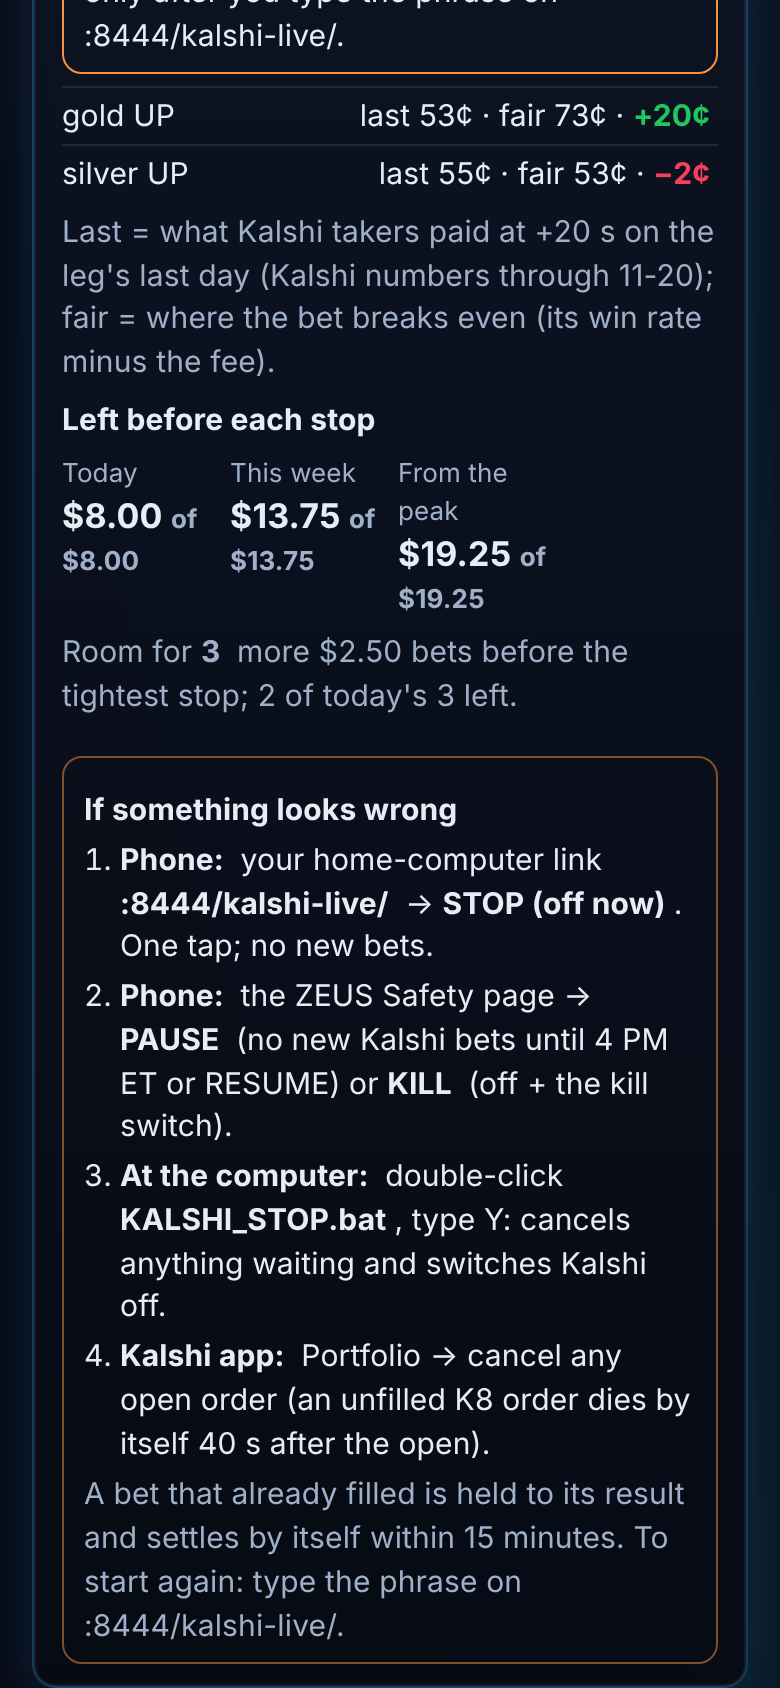 :8444/kalshi-live/.
gold UP last 53¢ · fair 73¢ · +20¢
silver UP last 55¢ · fair 53¢ · −2¢
Last = what Kalshi takers paid at +20 s on the
leg's last day (Kalshi numbers through 11-20);
fair = where the bet breaks even (its win rate
minus the fee).
Left before each stop
Today
$8.00 of
$8.00
This week
$13.75 of
$13.75
From the
peak
$19.25 of
$19.25
Room for 3 more $2.50 bets before the
tightest stop; 2 of today's 3 left.
If something looks wrong
1. Phone: your home-computer link
:8444/kalshi-live/ → STOP (off now) .
One tap; no new bets.
2. Phone: the ZEUS Safety page →
PAUSE (no new Kalshi bets until 4 PM
ET or RESUME) or KILL (off + the kill
switch).
3. At the computer: double-click
KALSHI_STOP.bat , type Y: cancels
anything waiting and switches Kalshi
off.
4. Kalshi app: Portfolio → cancel any
open order (an unfilled K8 order dies by
itself 40 s after the open).
A bet that already filled is held to its result
and settles by itself within 15 minutes. To
start again: type the phrase on
:8444/kalshi-live/.